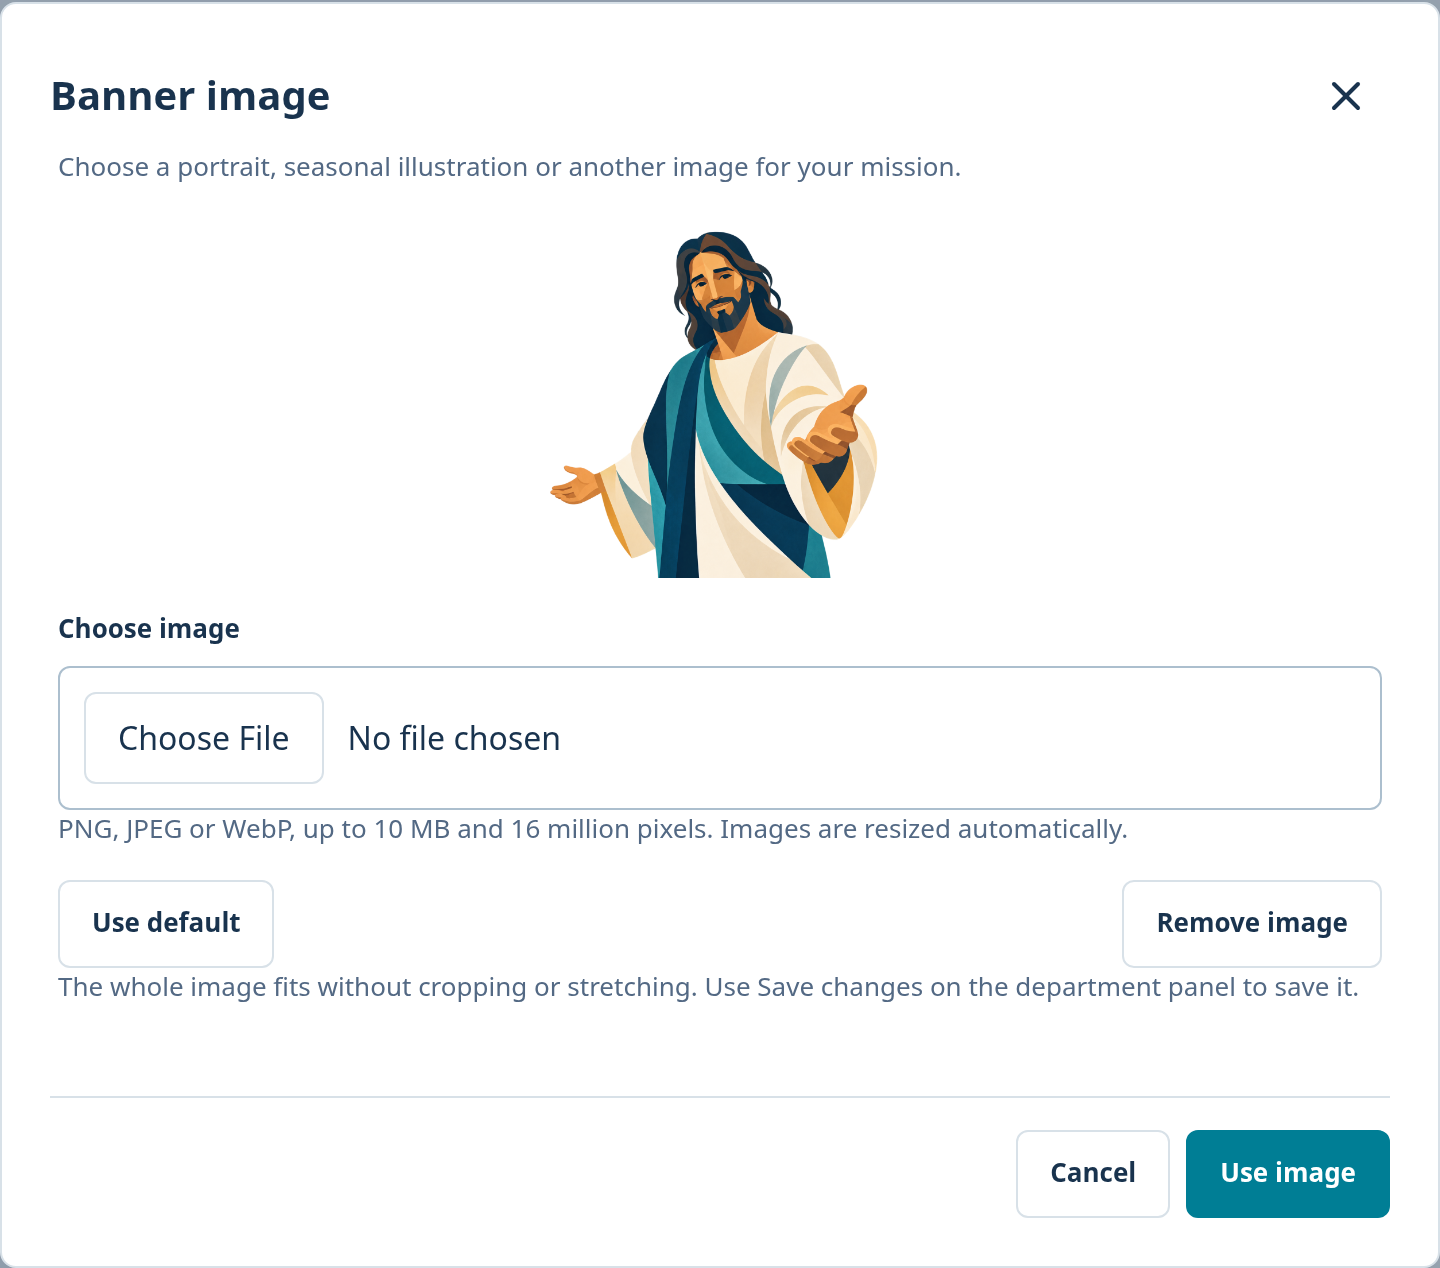 Banner image
Choose a portrait, seasonal illustration or another image for your mission.
Choose image
Choose File No file chosen
PNG, JPEG or WebP, up to 10 MB and 16 million pixels. Images are resized automatically.
Use default Remove image
The whole image fits without cropping or stretching. Use Save changes on the department panel to save it.
Cancel Use image